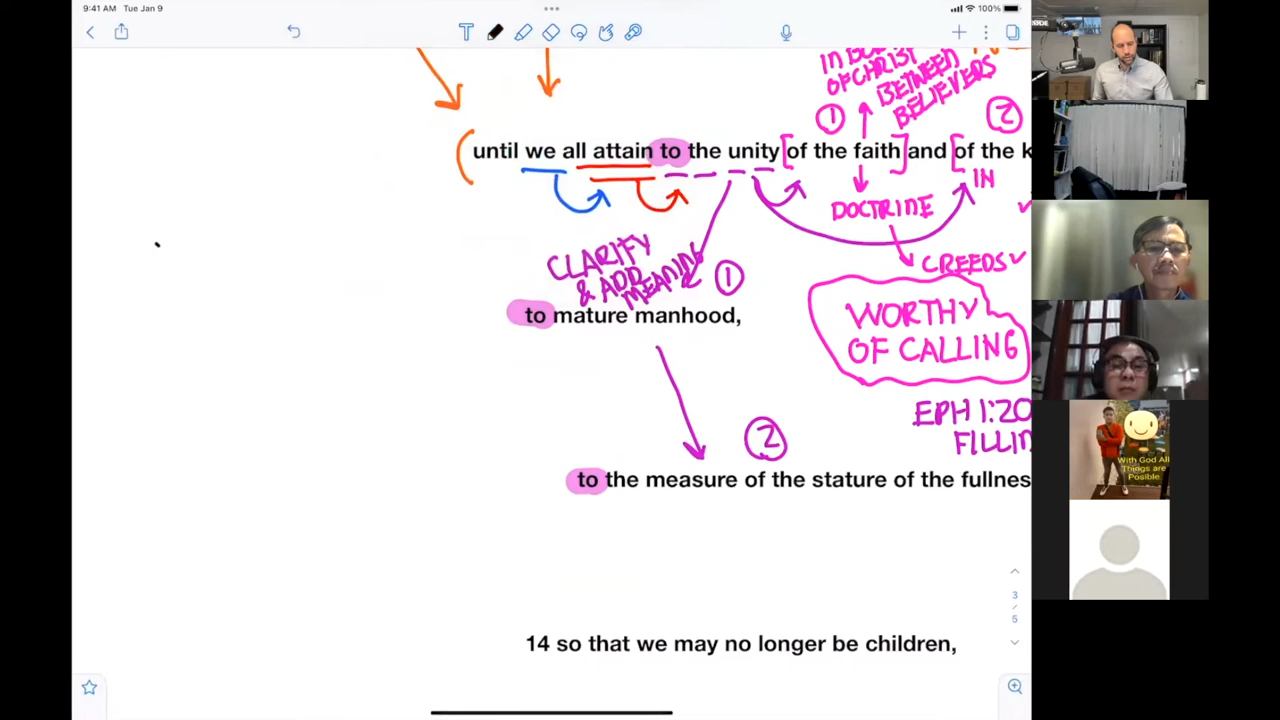 9:41 AM Tue Jan 9
100%
OF CHRIST
BETWEEN
BELIEVERS
1
2
(until we all attain to the unity [of the faith] and [of the k
IN
DOCTRINE
CREEDS ✓
CLARIFY
& ADD
MEANING
1
to mature manhood,
WORTHY
OF CALLING
EPH 1:20
FILLIN
2
to the measure of the stature of the fullnes
With God All
Things are
Posible
3
/
5
14 so that we may no longer be children,